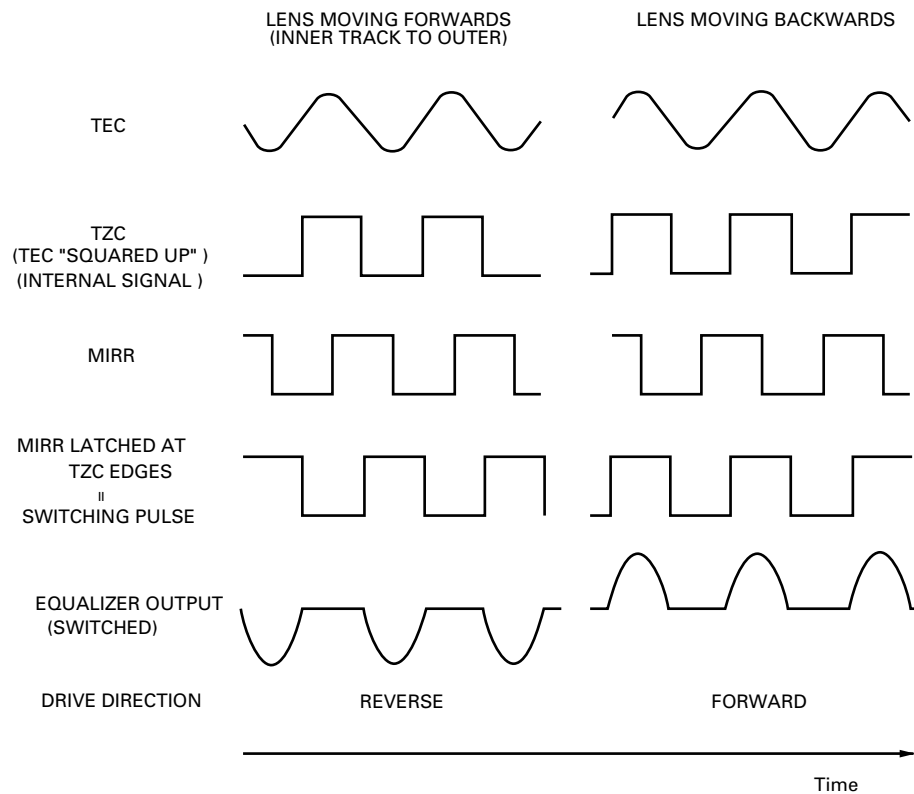 LENS MOVING FORWARDS
(INNER TRACK TO OUTER)
LENS MOVING BACKWARDS
TEC
TZC
(TEC "SQUARED UP" )
(INTERNAL SIGNAL )
MIRR
MIRR LATCHED AT
TZC EDGES
=
SWITCHING PULSE
EQUALIZER OUTPUT
(SWITCHED)
DRIVE DIRECTION
REVERSE
FORWARD
Time